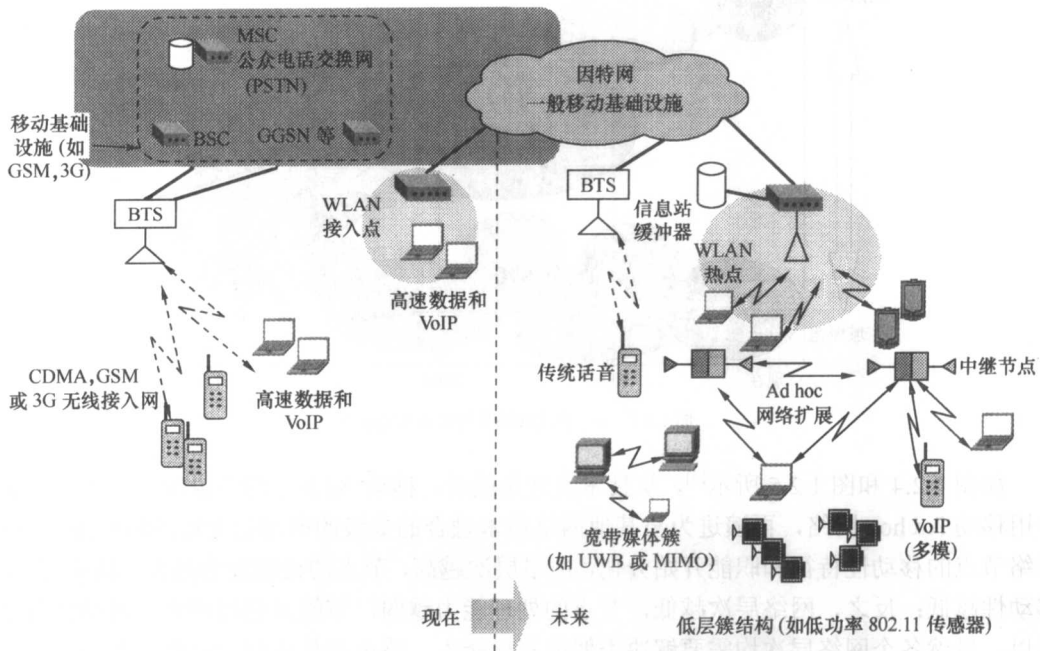 MSC
公众电话交换网
(PSTN)
移动基础
设施 (如
GSM,3G)
BSC
GGSN 等
BTS
WLAN
接入点
高速数据和
VoIP
CDMA,GSM
或 3G 无线接入网
高速数据和
VoIP
因特网
一般移动基础设施
BTS
信息站
缓冲器
WLAN
热点
传统话音
Ad hoc
网络扩展
中继节点
宽带媒体簇
(如 UWB 或 MIMO)
VoIP
(多模)
现在
未来
低层簇结构 (如低功率 802.11 传感器)